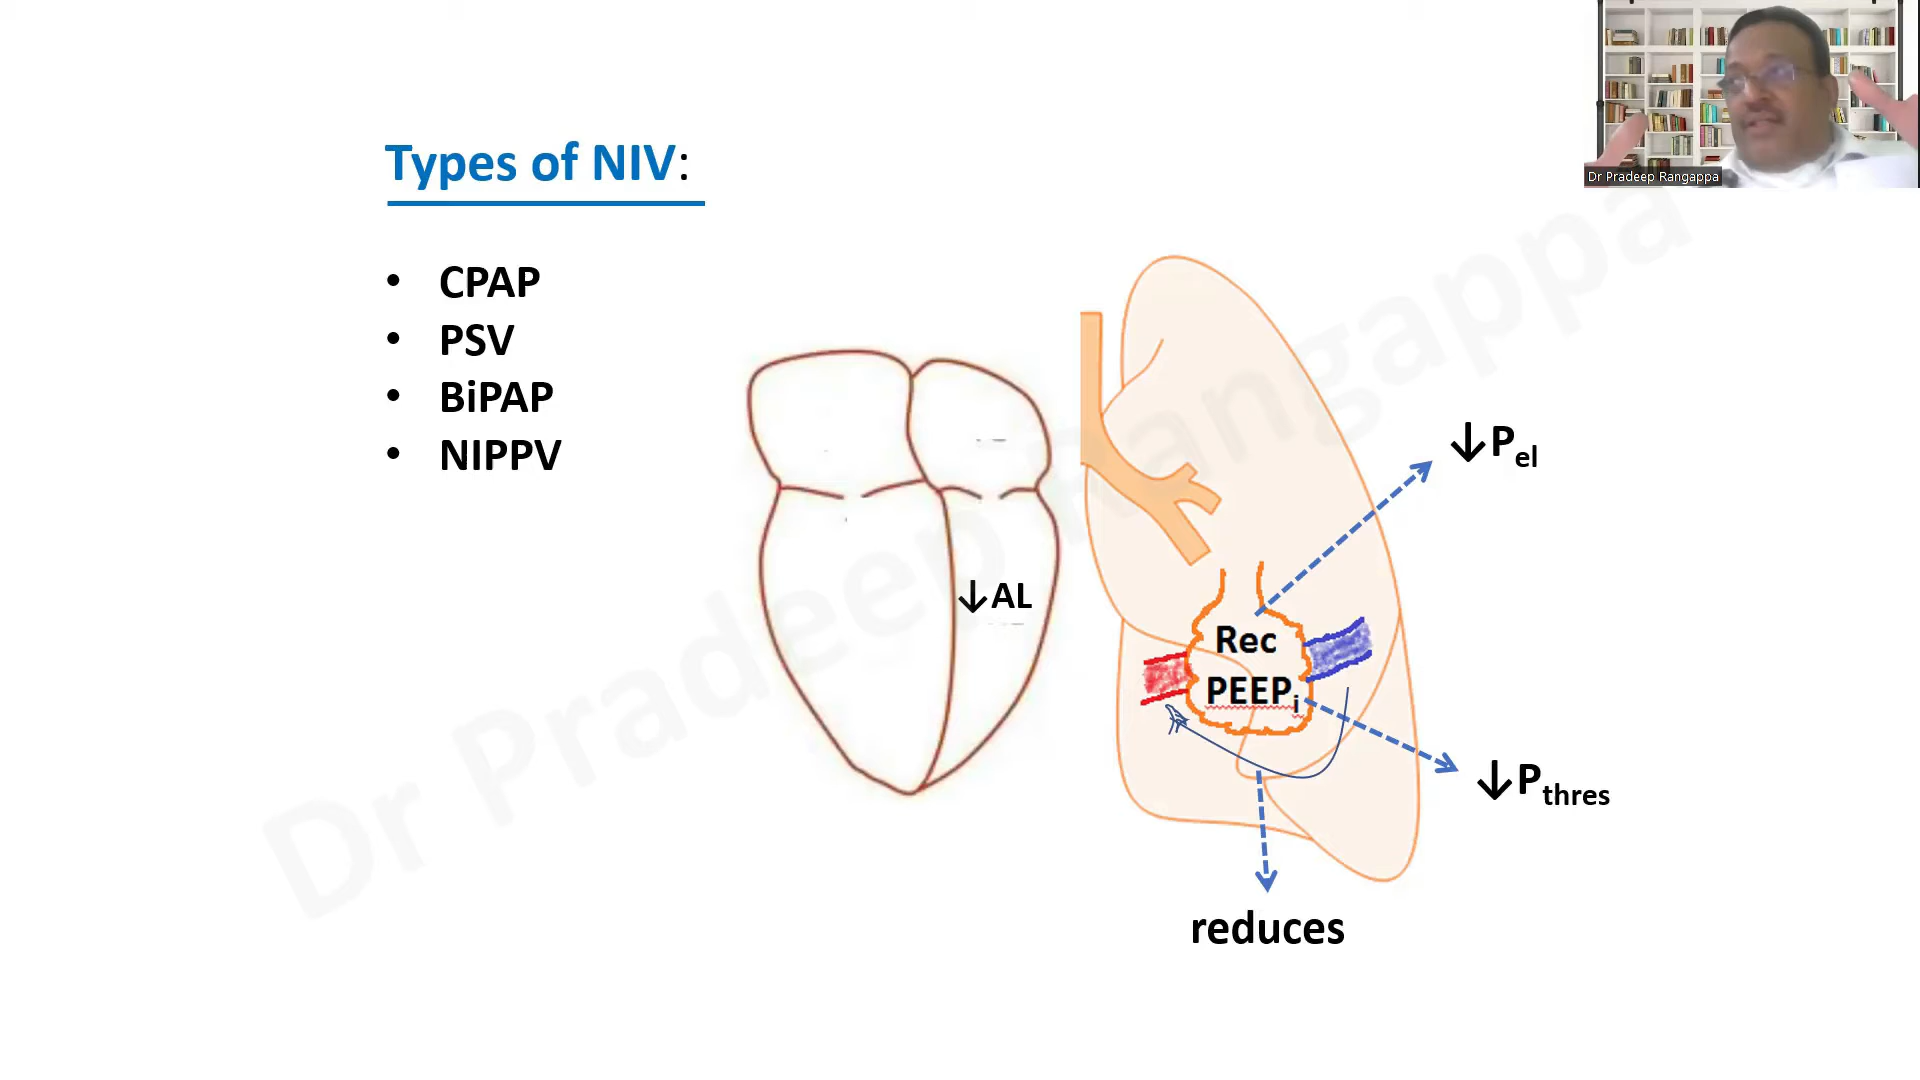 Dr Pradeep Rangappa
Types of NIV:
• CPAP
• PSV
• BiPAP
• NIPPV
↓Pel
↓AL
Rec
PEEPi
↓Pthres
reduces
Dr Pradeep Rangappa